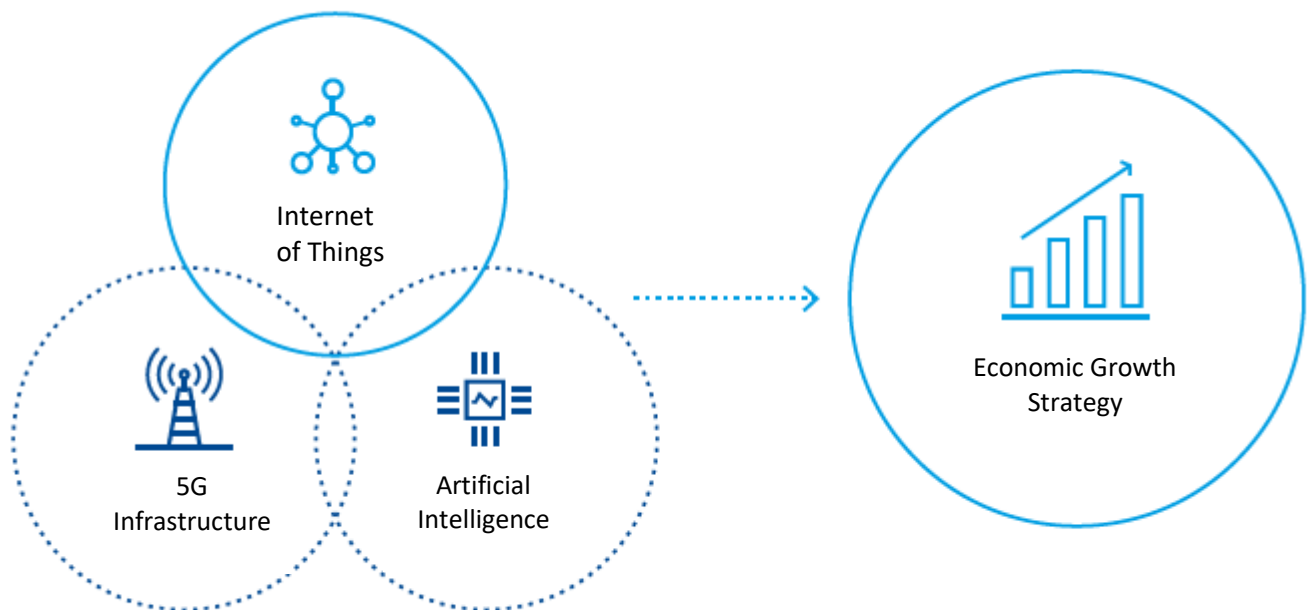 Internet
of Things
5G
Infrastructure
Artificial
Intelligence
Economic Growth
Strategy